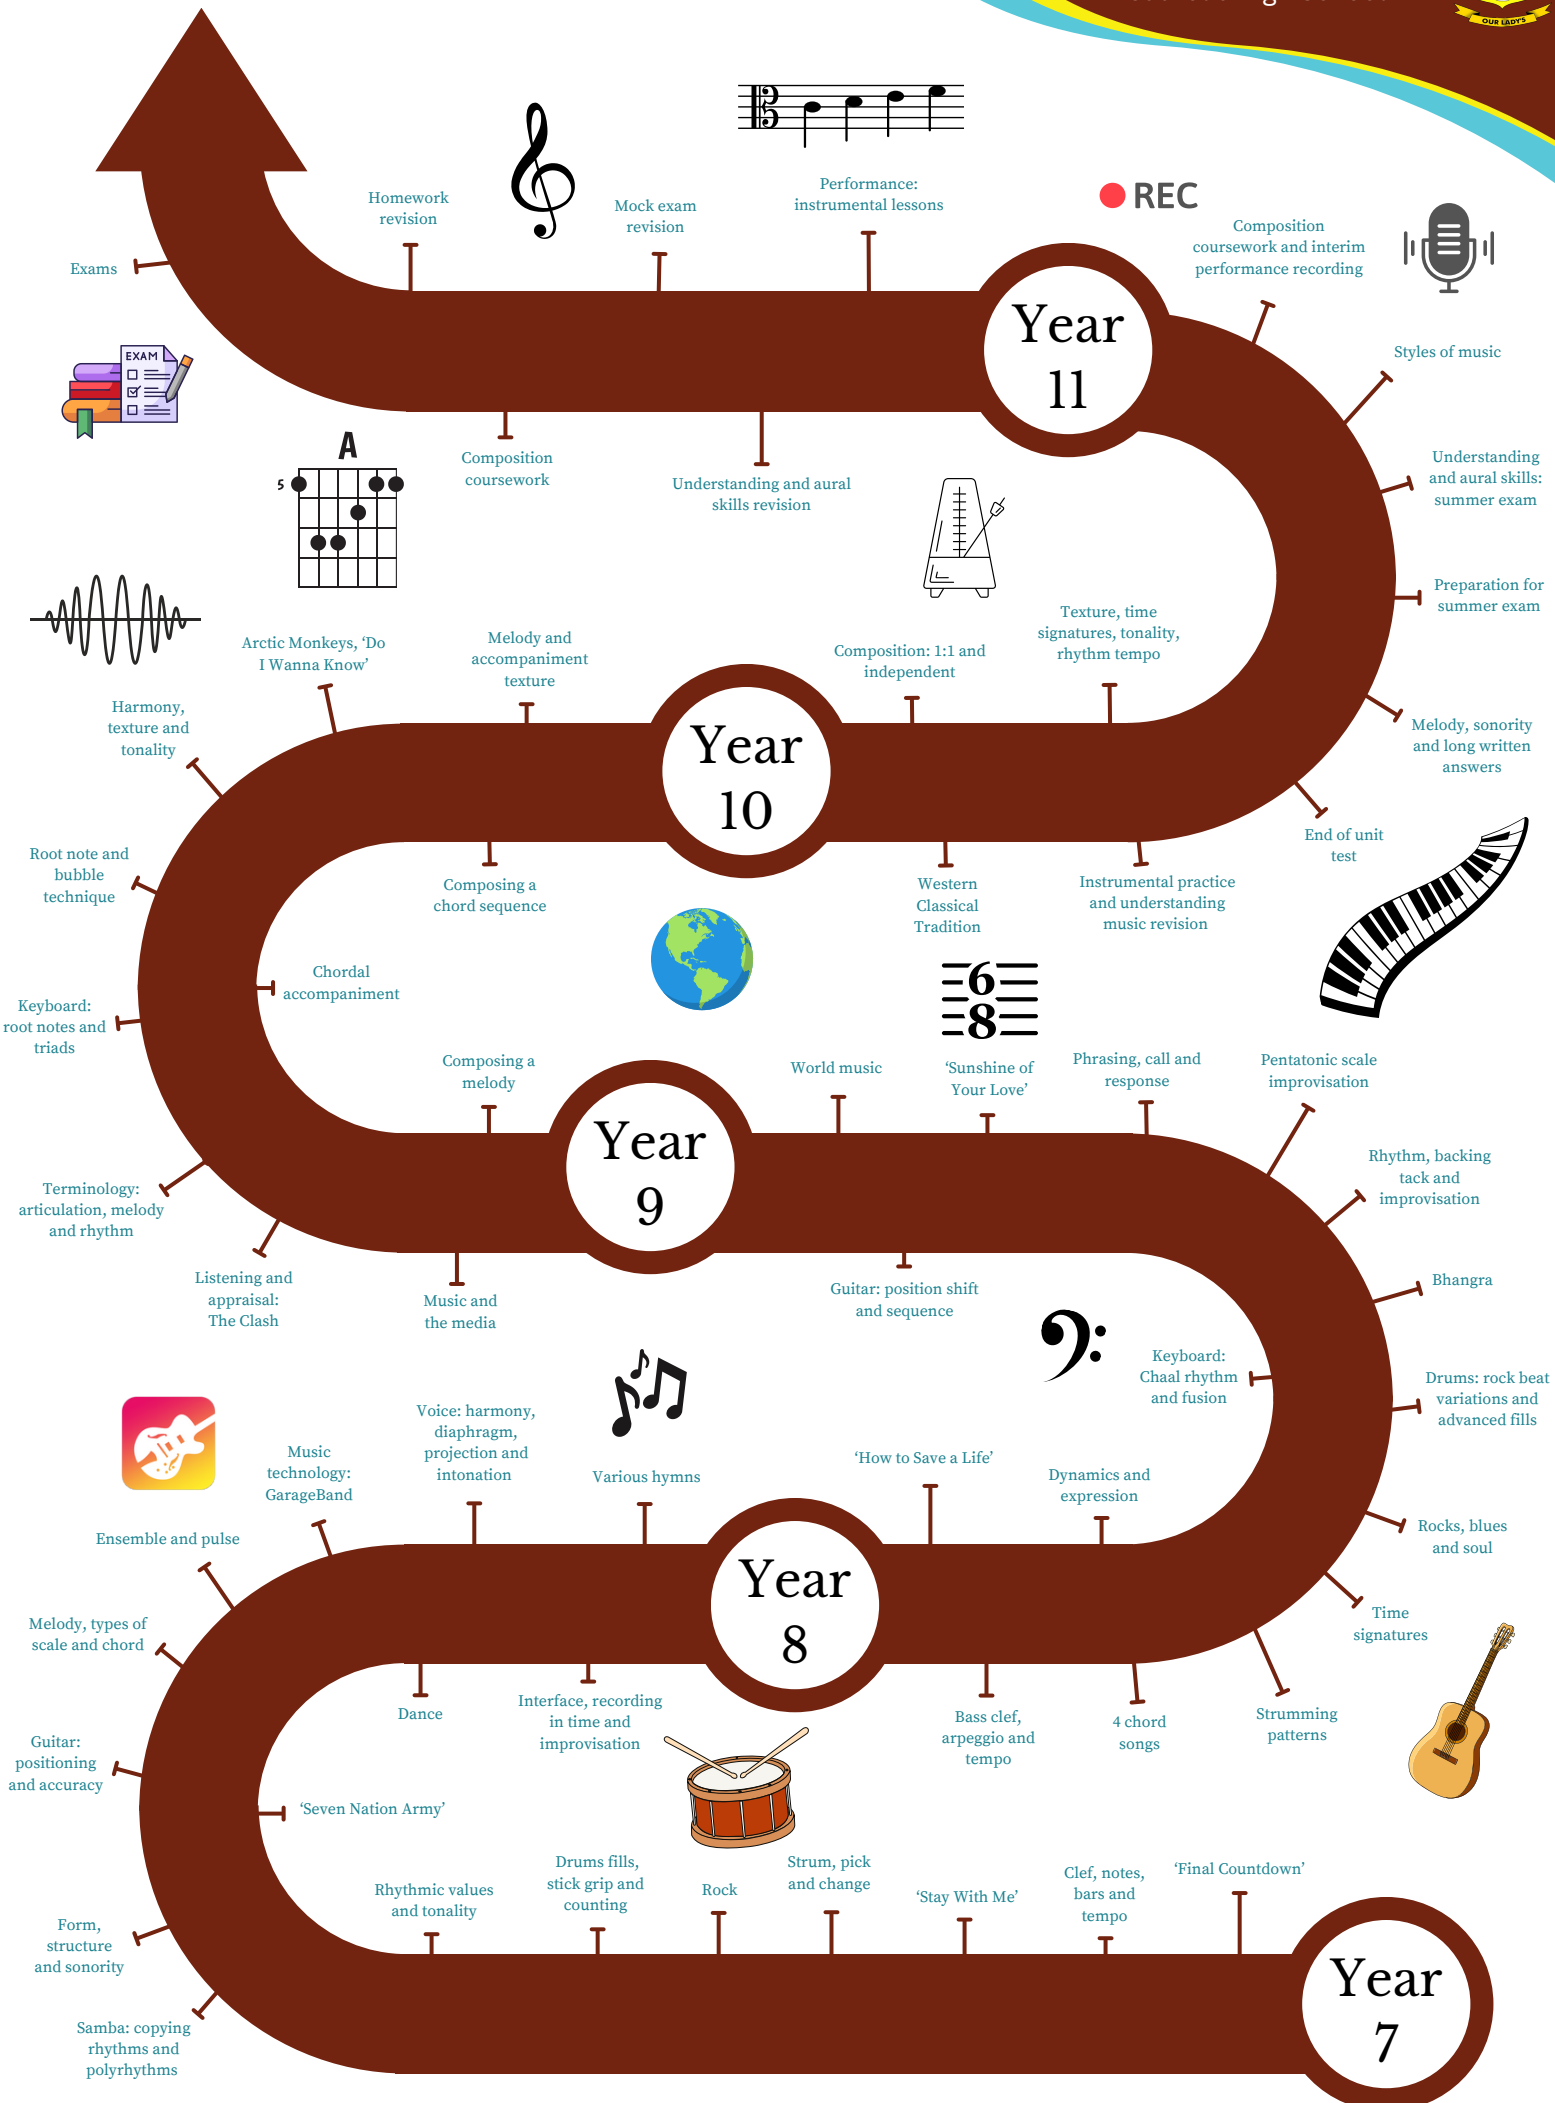 OUR LADY'S
REC
Homework
revision
Mock exam
revision
Performance:
instrumental lessons
Composition
coursework and interim
performance recording
Exams
Year
11
Styles of music
EXAM
A
5
Composition
coursework
Understanding and aural
skills revision
Understanding
and aural skills:
summer exam
Preparation for
summer exam
Arctic Monkeys, ‘Do
I Wanna Know’
Melody and
accompaniment
texture
Composition: 1:1 and
independent
Texture, time
signatures, tonality,
rhythm tempo
Harmony,
texture and
tonality
Year
10
Melody, sonority
and long written
answers
End of unit
test
Root note and
bubble
technique
Composing a
chord sequence
Western
Classical
Tradition
Instrumental practice
and understanding
music revision
Chordal
accompaniment
6
8
Keyboard:
root notes and
triads
Composing a
melody
World music
‘Sunshine of
Your Love’
Phrasing, call and
response
Pentatonic scale
improvisation
Year
9
Rhythm, backing
tack and
improvisation
Terminology:
articulation, melody
and rhythm
Listening and
appraisal:
The Clash
Music and
the media
Guitar: position shift
and sequence
Bhangra
Keyboard:
Chaal rhythm
and fusion
Drums: rock beat
variations and
advanced fills
Music
technology:
GarageBand
Voice: harmony,
diaphragm,
projection and
intonation
Various hymns
‘How to Save a Life’
Dynamics and
expression
Ensemble and pulse
Rocks, blues
and soul
Year
8
Melody, types of
scale and chord
Time
signatures
Dance
Interface, recording
in time and
improvisation
Bass clef,
arpeggio and
tempo
4 chord
songs
Strumming
patterns
Guitar:
positioning
and accuracy
‘Seven Nation Army’
Rhythmic values
and tonality
Drums fills,
stick grip and
counting
Rock
Strum, pick
and change
‘Stay With Me’
Clef, notes,
bars and
tempo
‘Final Countdown’
Form,
structure
and sonority
Year
7
Samba: copying
rhythms and
polyrhythms